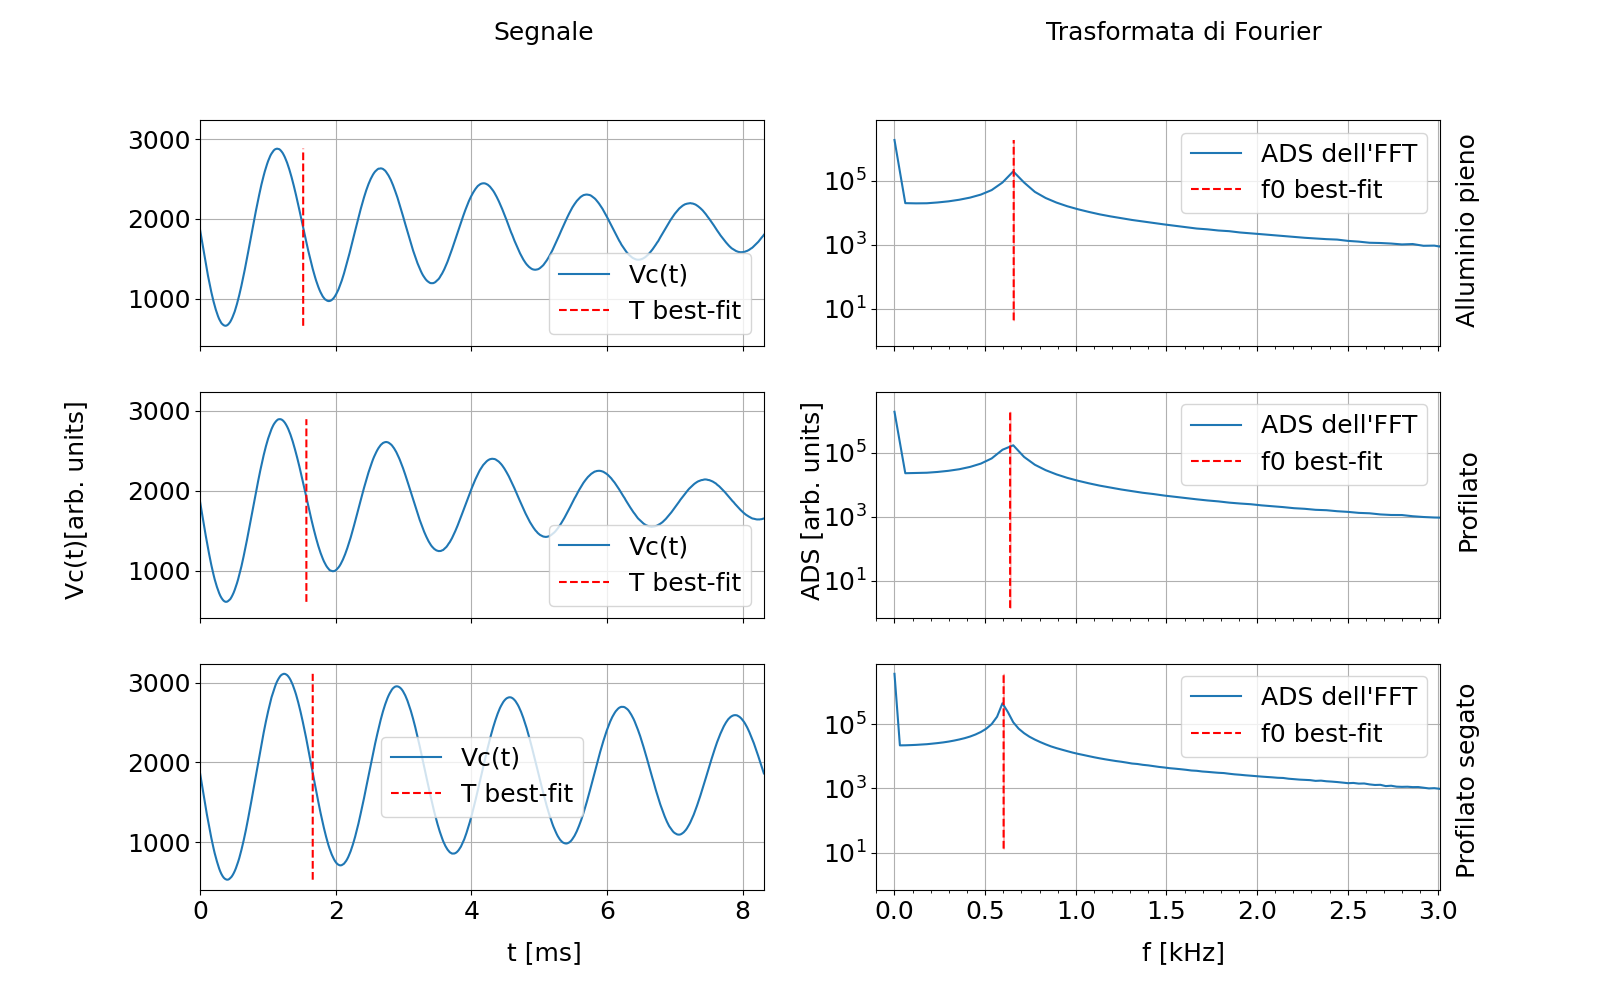 Segnale
Trasformata di Fourier
3000
2000
1000
Vc(t)
T best-fit
10^5
10^3
10^1
ADS dell'FFT
f0 best-fit
Alluminio pieno
Vc(t)[arb. units]
3000
2000
1000
Vc(t)
T best-fit
ADS [arb. units]
10^5
10^3
10^1
ADS dell'FFT
f0 best-fit
Profilato
3000
2000
1000
Vc(t)
T best-fit
0 2 4 6 8
t [ms]
10^5
10^3
10^1
ADS dell'FFT
f0 best-fit
Profilato segato
0.0 0.5 1.0 1.5 2.0 2.5 3.0
f [kHz]